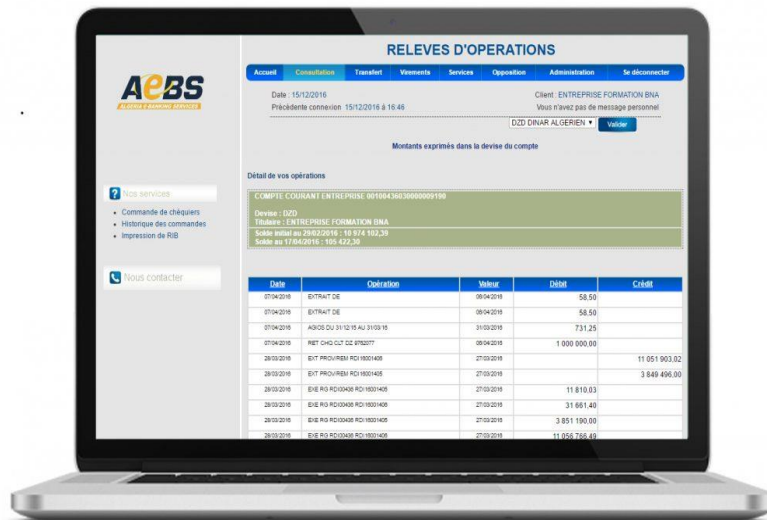 AeBS
ALGERIA E-BANKING SERVICES
RELEVES D'OPERATIONS
Accueil Consultation Transfert Virements Services Opposition Administration Se déconnecter
Date : 15/12/2016 Client : ENTREPRISE FORMATION BNA
Précédente connexion 15/12/2016 à 16:46 Vous n'avez pas de message personnel
DZD DINAR ALGERIEN Valider
Montants exprimés dans la devise du compte
Détail de vos opérations
Nos services
Commande de chéquiers
Historique des commandes
Impression de RIB
Nous contacter
COMPTE COURANT ENTREPRISE 00100436030000009190
Devise : DZD
Titulaire : ENTREPRISE FORMATION BNA
Solde initial au 29/02/2016 : 10 974 102,39
Solde au 17/04/2016 : 105 422,30
Date Opération Valeur Débit Crédit
07/04/2016 EXTRAIT DE 06/04/2016 58,50
07/04/2016 EXTRAIT DE 06/04/2016 58,50
07/04/2016 AGIOS DU 31/12/15 AU 31/03/16 31/03/2016 731,25
07/04/2016 RET CHQ CLT DZ 9762077 06/04/2016 1 000 000,00
28/03/2016 EXT PROV/REM RDI16001406 27/03/2016 11 051 903,02
28/03/2016 EXT PROV/REM RDI16001405 27/03/2016 3 849 496,00
28/03/2016 EXE RG RDI00436 RDI16001406 27/03/2016 11 810,03
28/03/2016 EXE RG RDI00436 RDI16001405 27/03/2016 31 661,40
28/03/2016 EXE RG RDI00436 RDI16001405 27/03/2016 3 851 190,00
28/03/2016 EXE RG RDI00436 RDI16001406 27/03/2016 11 056 766,49